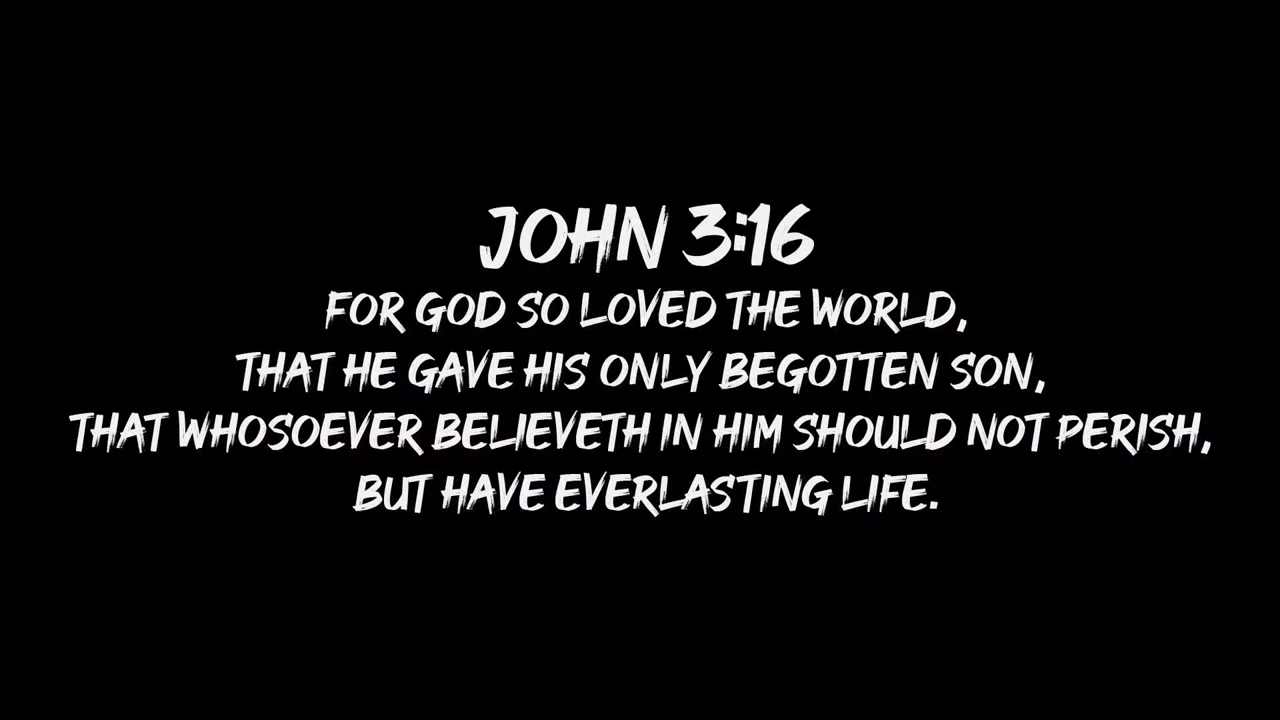 JOHN 3:16
FOR GOD SO LOVED THE WORLD,
THAT HE GAVE HIS ONLY BEGOTTEN SON,
THAT WHOSOEVER BELIEVETH IN HIM SHOULD NOT PERISH,
BUT HAVE EVERLASTING LIFE.